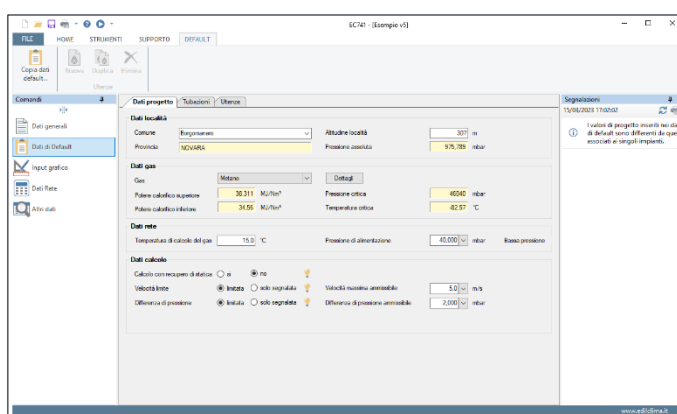 EC741 - [Esempio v5]
FILE HOME STRUMENTI SUPPORTO DEFAULT
Copia dati default... Nuova Duplica Elimina
Utenze
Comandi
Dati generali
Dati di Default
Input grafico
Dati Rete
Altri dati
Dati progetto Tubazioni Utenze
Dati località
Comune Borgomanero Altitudine località 307 m
Provincia NOVARA Pressione assoluta 975,789 mbar
Dati gas
Gas Metano Dettagli
Potere calorifico superiore 38,311 MJ/Nm³ Pressione critica 46040 mbar
Potere calorifico inferiore 34,56 MJ/Nm³ Temperatura critica -82,57 °C
Dati rete
Temperatura di calcolo del gas 15,0 °C Pressione di alimentazione 40,000 mbar Bassa pressione
Dati calcolo
Calcolo con recupero di statica si no
Velocità limite limitata solo segnalata Velocità massima ammissibile 5,0 m/s
Differenza di pressione limitata solo segnalata Differenza di pressione ammissibile 2,000 mbar
Segnalazioni
15/08/2023 17:02:02
I valori di progetto inseriti nei da
di default sono differenti da que
associati ai singoli impianti.
www.edilclima.it